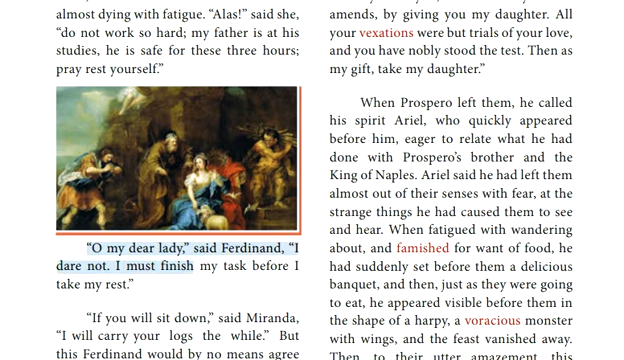 almost dying with fatigue. “Alas!” said she,
“do not work so hard; my father is at his
studies, he is safe for these three hours;
pray rest yourself.”
“O my dear lady,” said Ferdinand, “I
dare not. I must finish my task before I
take my rest.”
“If you will sit down,” said Miranda,
“I will carry your logs the while.” But
this Ferdinand would by no means agree
amends, by giving you my daughter. All
your vexations were but trials of your love,
and you have nobly stood the test. Then as
my gift, take my daughter.”
When Prospero left them, he called
his spirit Ariel, who quickly appeared
before him, eager to relate what he had
done with Prospero’s brother and the
King of Naples. Ariel said he had left them
almost out of their senses with fear, at the
strange things he had caused them to see
and hear. When fatigued with wandering
about, and famished for want of food, he
had suddenly set before them a delicious
banquet, and then, just as they were going
to eat, he appeared visible before them in
the shape of a harpy, a voracious monster
with wings, and the feast vanished away.
Then, to their utter amazement, this